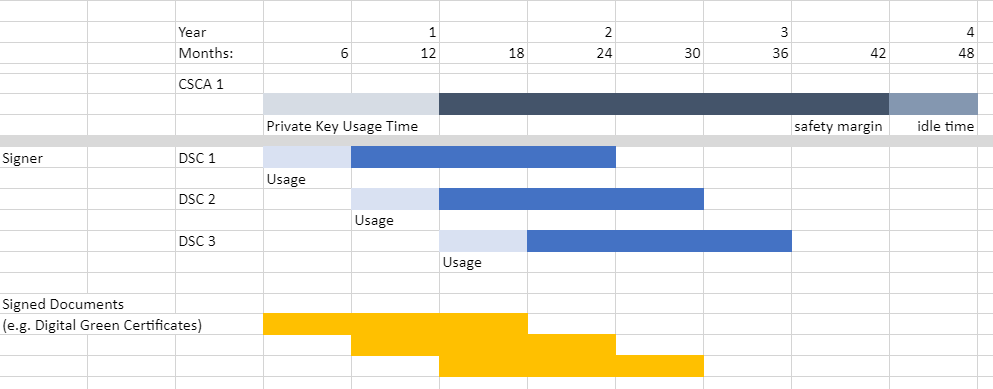 Year 1 2 3 4
Months: 6 12 18 24 30 36 42 48
CSCA 1
Private Key Usage Time safety margin idle time
Signer DSC 1
Usage
DSC 2
Usage
DSC 3
Usage
Signed Documents
(e.g. Digital Green Certificates)